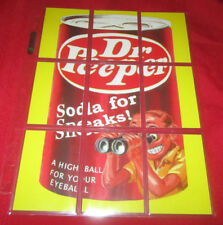 Dr.
Peeper
Soda for
Sneaks!
A HIGH BALL
FOR YOUR
EYEBALL